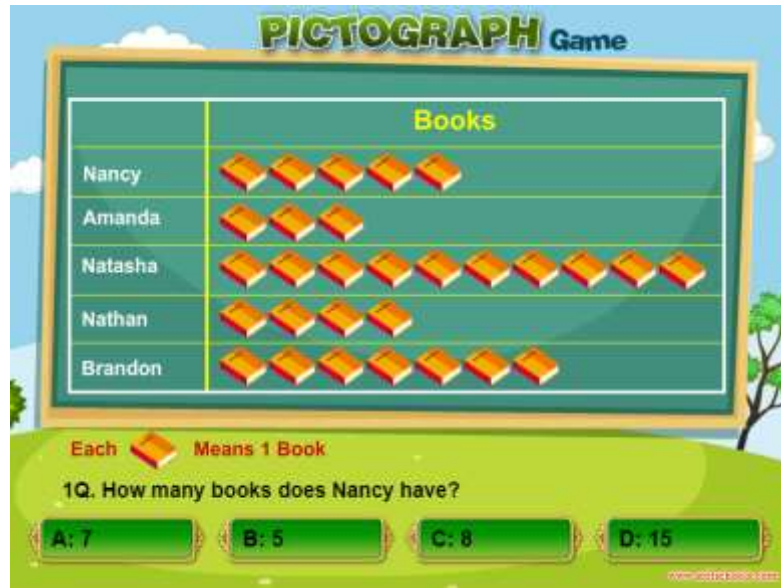 PICTOGRAPH Game
Books
Nancy
Amanda
Natasha
Nathan
Brandon
Each Means 1 Book
1Q. How many books does Nancy have?
A: 7 B: 5 C: 8 D: 15